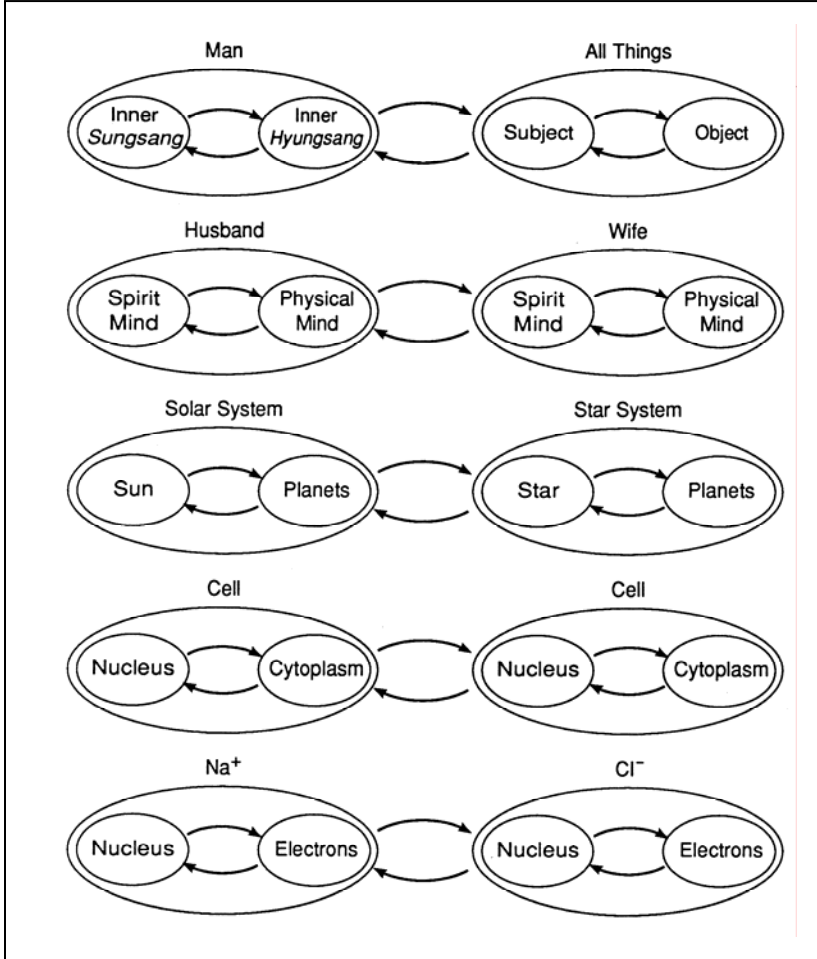 Man
All Things
Inner
Sungsang
Inner
Hyungsang
Subject
Object
Husband
Wife
Spirit
Mind
Physical
Mind
Spirit
Mind
Physical
Mind
Solar System
Star System
Sun
Planets
Star
Planets
Cell
Cell
Nucleus
Cytoplasm
Nucleus
Cytoplasm
Na⁺
Cl⁻
Nucleus
Electrons
Nucleus
Electrons